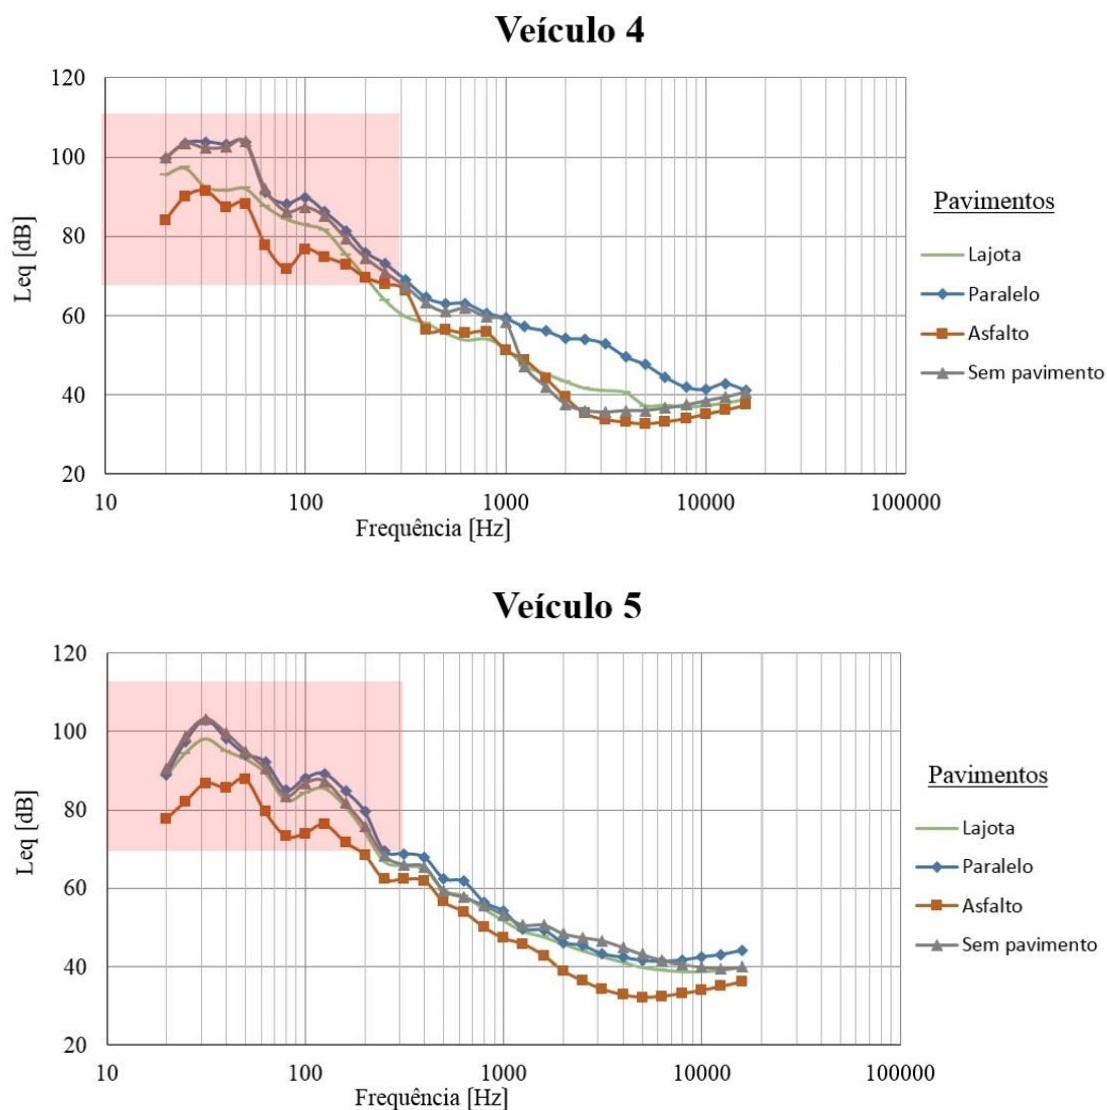 Veículo 4
120
100
80
60
40
20
Leq [dB]
10 100 1000 10000 100000
Frequência [Hz]
Pavimentos
Lajota
Paralelo
Asfalto
Sem pavimento
Veículo 5
120
100
80
60
40
20
Leq [dB]
10 100 1000 10000 100000
Frequência [Hz]
Pavimentos
Lajota
Paralelo
Asfalto
Sem pavimento